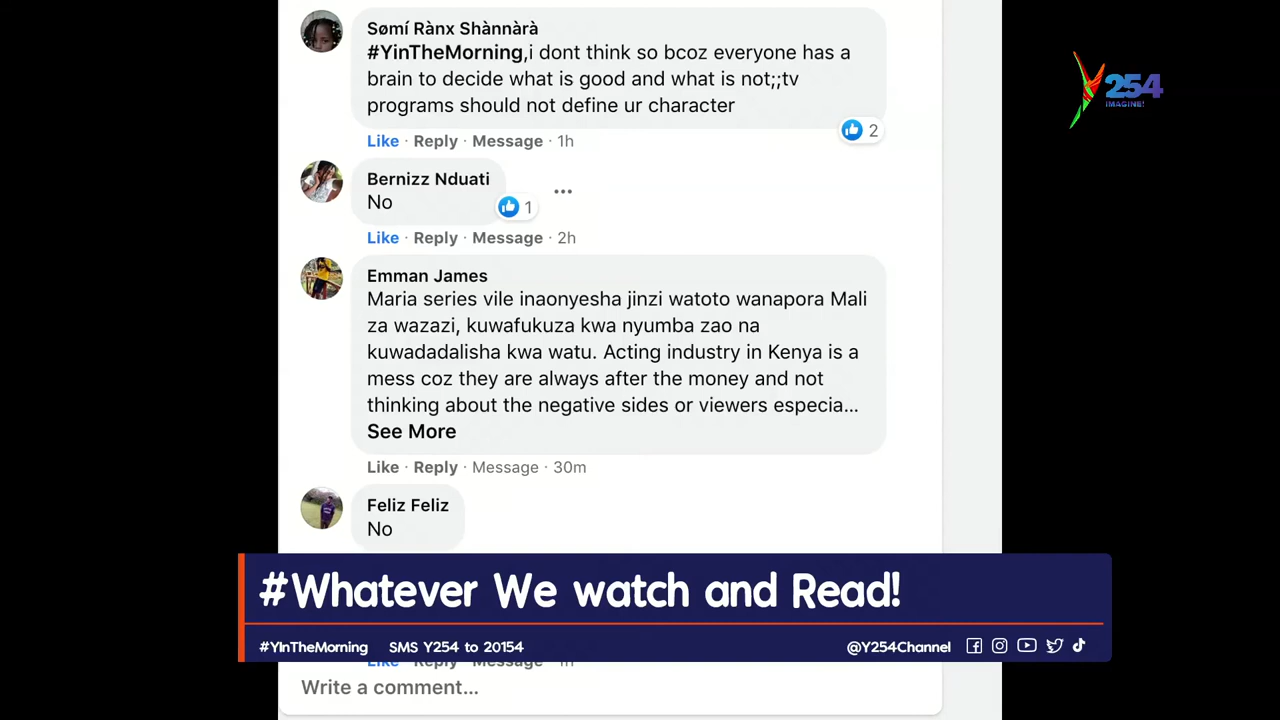 Sømí Rànx Shànnàrà
#YinTheMorning,i dont think so bcoz everyone has a
brain to decide what is good and what is not;;tv
programs should not define ur character
2
Like · Reply · Message · 1h
Y254
IMAGINE!
Bernizz Nduati
No
1
Like · Reply · Message · 2h
Emman James
Maria series vile inaonyesha jinzi watoto wanapora Mali
za wazazi, kuwafukuza kwa nyumba zao na
kuwadadalisha kwa watu. Acting industry in Kenya is a
mess coz they are always after the money and not
thinking about the negative sides or viewers especia...
See More
Like · Reply · Message · 30m
Feliz Feliz
No
#Whatever We watch and Read!
#YInTheMorning SMS Y254 to 20154 @Y254Channel
Like · Reply · Message · 1h
Write a comment...